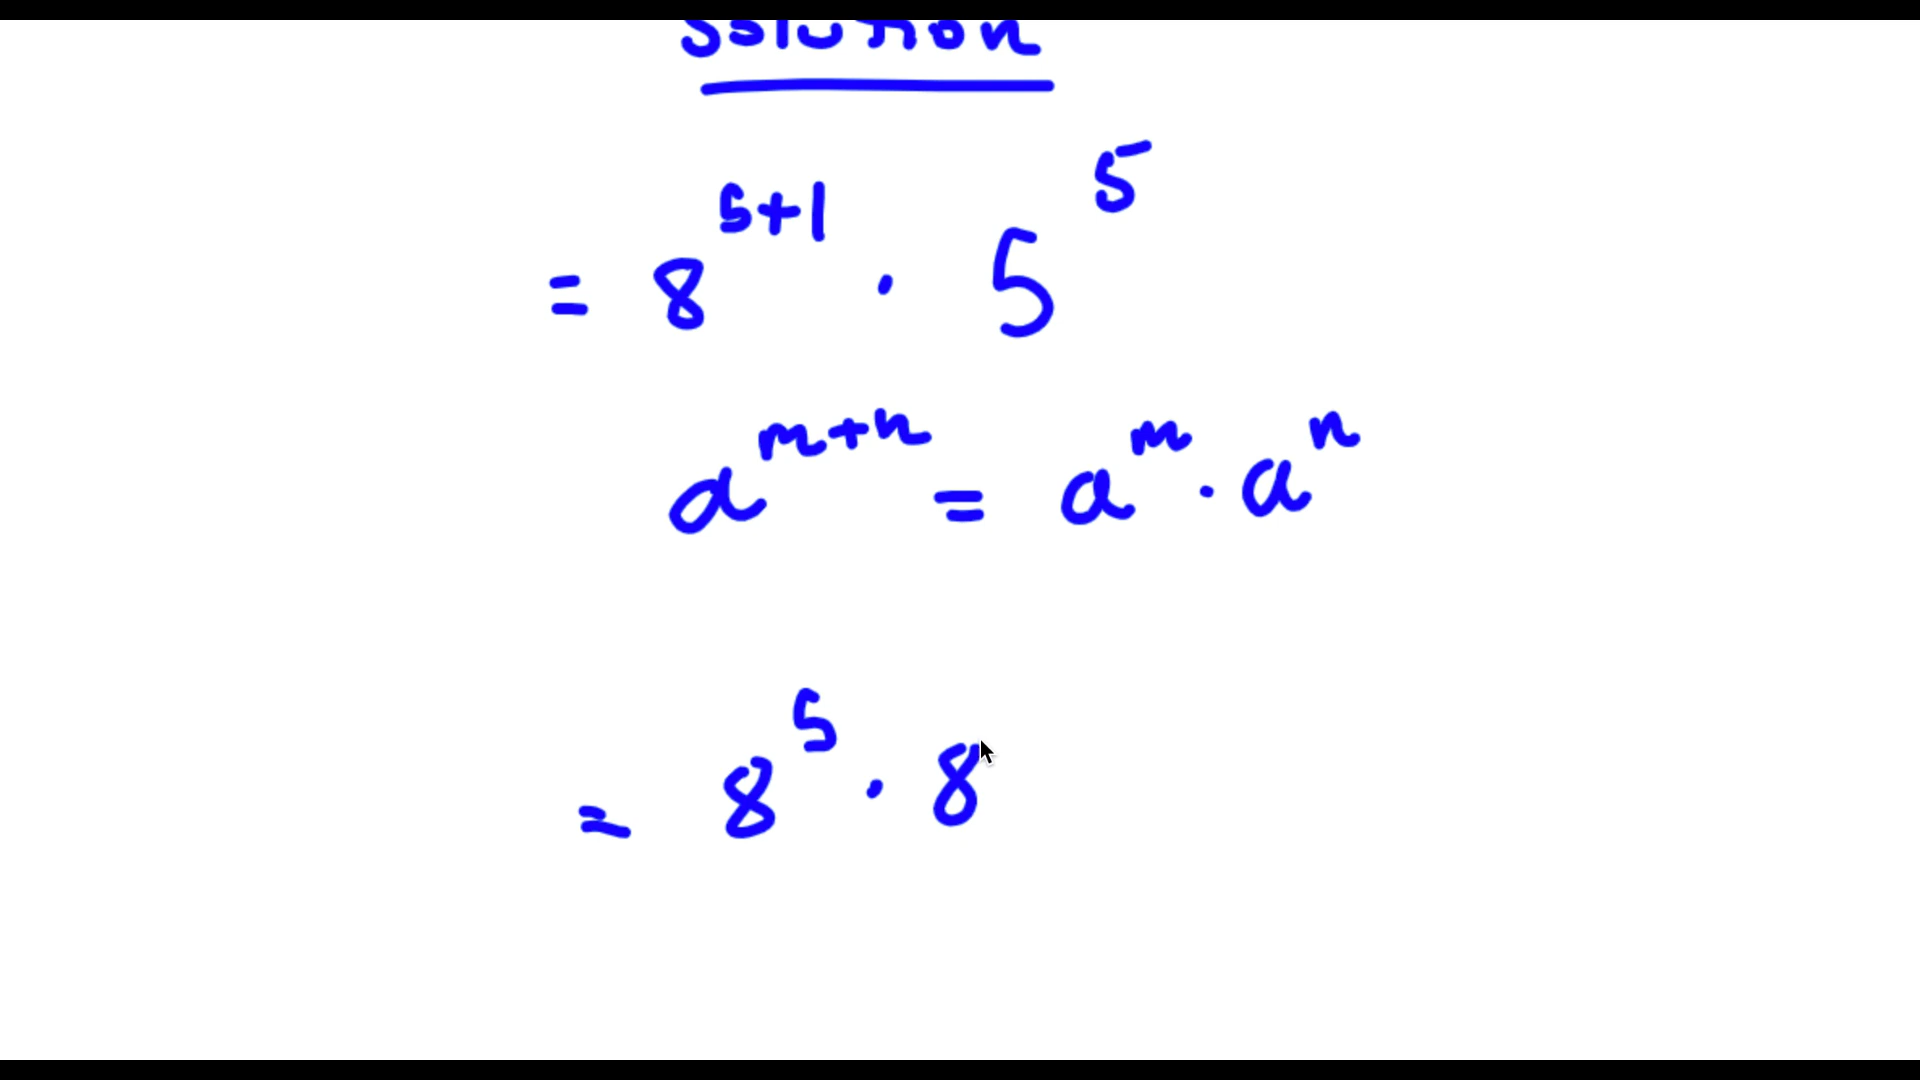 Solution
= 8^{5+1} · 5^5
a^{m+n} = a^m · a^n
= 8^5 · 8